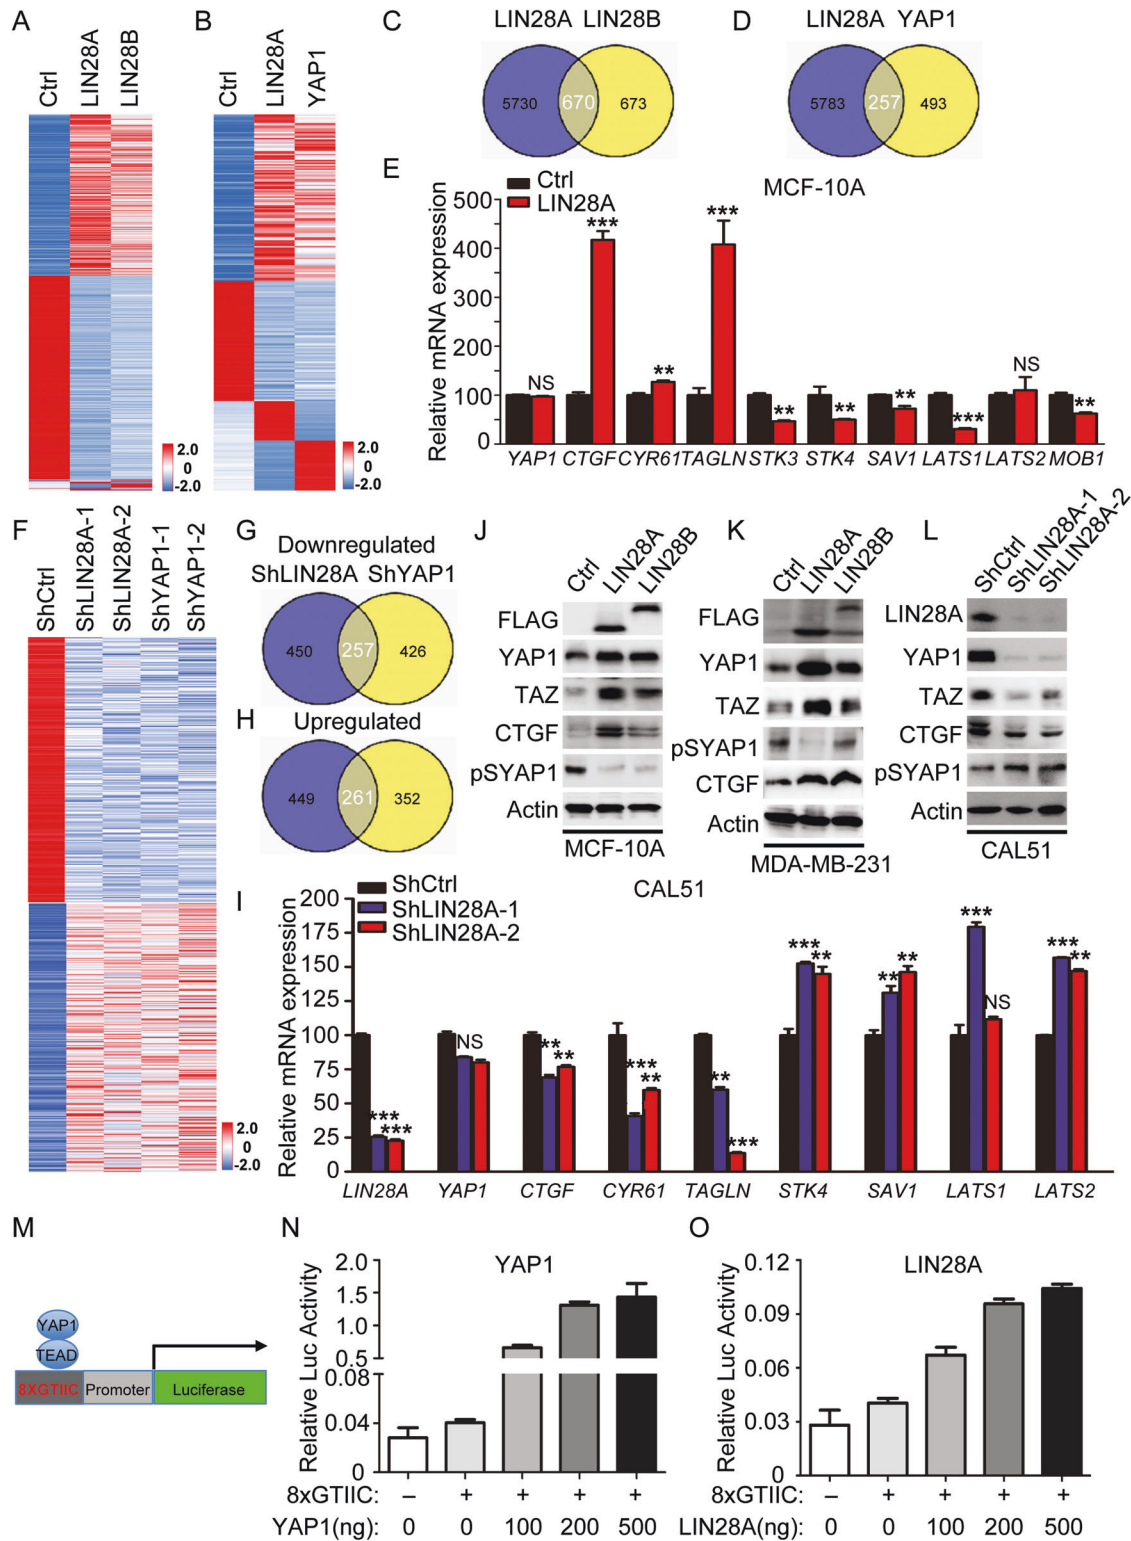 A
Ctrl
LIN28A
LIN28B
2.0
0
-2.0
B
Ctrl
LIN28A
YAP1
2.0
0
-2.0
C
LIN28A LIN28B
5730 670 673
D
LIN28A YAP1
5783 257 493
E
MCF-10A
Ctrl
LIN28A
Relative mRNA expression
500
400
300
200
100
0
NS *** ** *** ** ** ** *** NS **
YAP1 CTGF CYR61 TAGLN STK3 STK4 SAV1 LATS1 LATS2 MOB1
F
ShCtrl
ShLIN28A-1
ShLIN28A-2
ShYAP1-1
ShYAP1-2
2.0
0
-2.0
G
Downregulated
ShLIN28A ShYAP1
450 257 426
H
Upregulated
449 261 352
J
Ctrl LIN28A LIN28B
FLAG
YAP1
TAZ
CTGF
pSYAP1
Actin
MCF-10A
K
Ctrl LIN28A LIN28B
FLAG
YAP1
TAZ
pSYAP1
CTGF
Actin
MDA-MB-231
L
ShCtrl ShLIN28A-1 ShLIN28A-2
LIN28A
YAP1
TAZ
CTGF
pSYAP1
Actin
CAL51
I
CAL51
ShCtrl
ShLIN28A-1
ShLIN28A-2
Relative mRNA expression
200
175
150
125
100
75
50
25
0
*** *** NS ** ** *** ** ** *** *** ** ** ** *** NS *** **
LIN28A YAP1 CTGF CYR61 TAGLN STK4 SAV1 LATS1 LATS2
M
YAP1
TEAD
8XGTIIC Promoter Luciferase
N
YAP1
Relative Luc Activity
2.0
1.5
1.0
0.5
0.08
0.04
0
8xGTIIC: – + + + +
YAP1(ng): 0 0 100 200 500
O
LIN28A
Relative Luc Activity
0.12
0.09
0.06
0.03
0
8xGTIIC: – + + + +
LIN28A(ng): 0 0 100 200 500